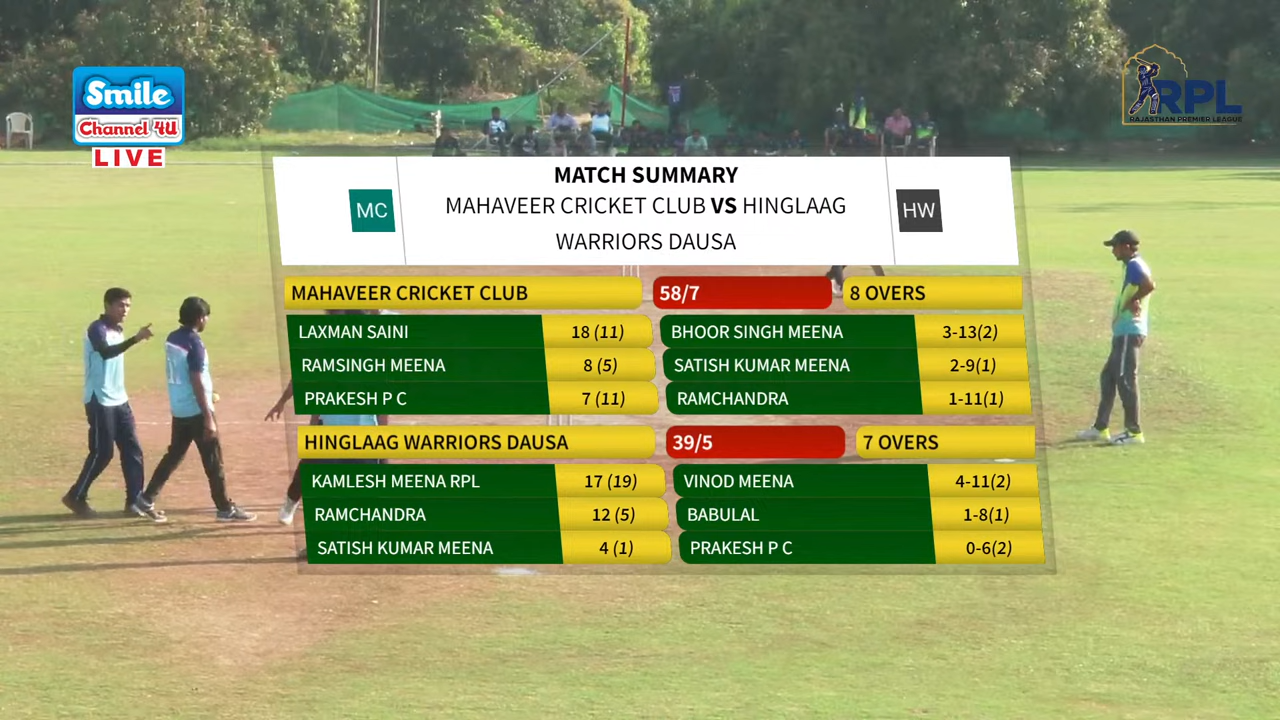 Smile
Channel 4U
LIVE
RPL
RAJASTHAN PREMIER LEAGUE
MATCH SUMMARY
MC
MAHAVEER CRICKET CLUB VS HINGLAAG
WARRIORS DAUSA
HW
MAHAVEER CRICKET CLUB 58/7 8 OVERS
LAXMAN SAINI 18 (11) BHOOR SINGH MEENA 3-13(2)
RAMSINGH MEENA 8 (5) SATISH KUMAR MEENA 2-9(1)
PRAKESH P C 7 (11) RAMCHANDRA 1-11(1)
HINGLAAG WARRIORS DAUSA 39/5 7 OVERS
KAMLESH MEENA RPL 17 (19) VINOD MEENA 4-11(2)
RAMCHANDRA 12 (5) BABULAL 1-8(1)
SATISH KUMAR MEENA 4 (1) PRAKESH P C 0-6(2)